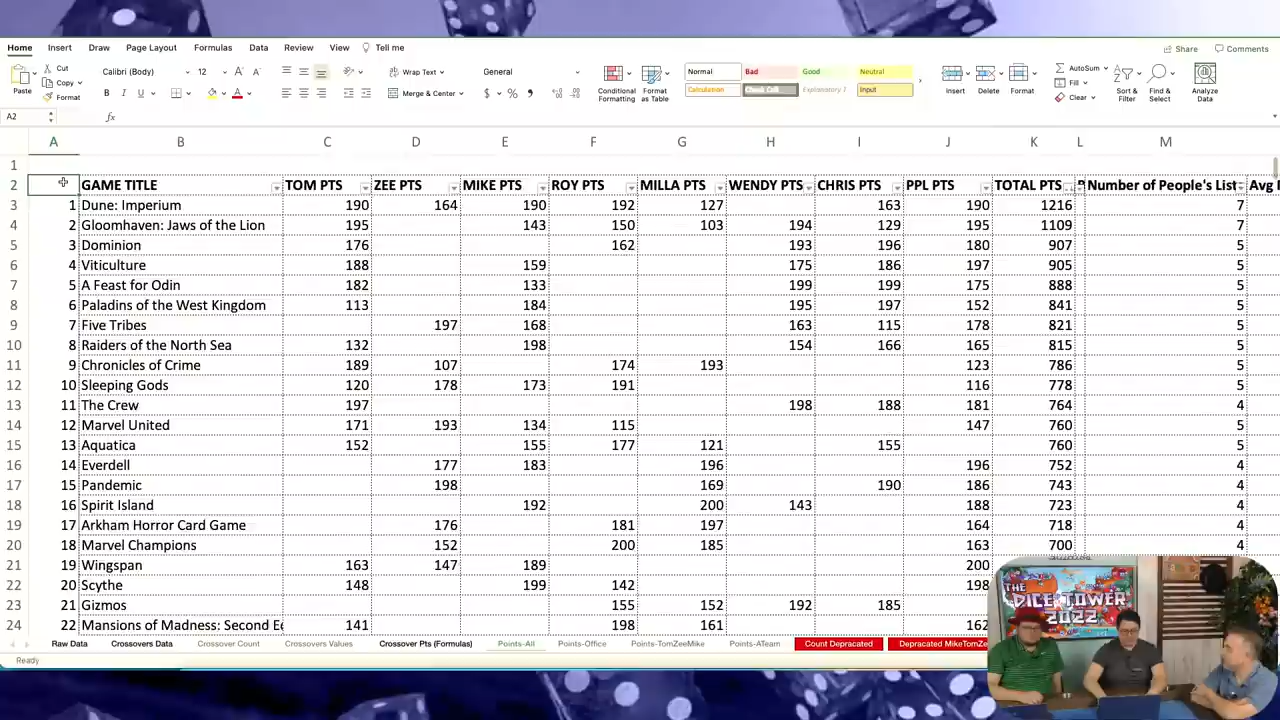 Home Insert Draw Page Layout Formulas Data Review View Tell me Share Comments
Paste Cut Copy Format Calibri (Body) 12 Wrap Text Merge & Center General Conditional Formatting Format as Table Normal Bad Good Neutral Calculation Check Cell Explanatory T Input Insert Delete Format AutoSum Fill Clear Sort & Filter Find & Select Analyze Data
A2 fx
A B C D E F G H I J K L M
1
2 GAME TITLE TOM PTS ZEE PTS MIKE PTS ROY PTS MILLA PTS WENDY PTS CHRIS PTS PPL PTS TOTAL PTS Number of People's List Avg
3 1 Dune: Imperium 190 164 190 192 127 163 190 1216 7
4 2 Gloomhaven: Jaws of the Lion 195 143 150 103 194 129 195 1109 7
5 3 Dominion 176 162 193 196 180 907 5
6 4 Viticulture 188 159 175 186 197 905 5
7 5 A Feast for Odin 182 133 199 199 175 888 5
8 6 Paladins of the West Kingdom 113 184 195 197 152 841 5
9 7 Five Tribes 197 168 163 115 178 821 5
10 8 Raiders of the North Sea 132 198 154 166 165 815 5
11 9 Chronicles of Crime 189 107 174 193 123 786 5
12 10 Sleeping Gods 120 178 173 191 116 778 5
13 11 The Crew 197 198 188 181 764 4
14 12 Marvel United 171 193 134 115 147 760 5
15 13 Aquatica 152 155 177 121 155 760 5
16 14 Everdell 177 183 196 196 752 4
17 15 Pandemic 198 169 190 186 743 4
18 16 Spirit Island 192 200 143 188 723 4
19 17 Arkham Horror Card Game 176 181 197 164 718 4
20 18 Marvel Champions 152 200 185 163 700 4
21 19 Wingspan 163 147 189 200
22 20 Scythe 148 199 142 198
23 21 Gizmos 155 152 192 185
24 22 Mansions of Madness: Second Ec 141 198 161 162
Raw Data Crossovers Data Crossover Count Crossovers Values Crossover Pts (Formulas) Points-All Points-Office Points-TomZeeMike Points-ATeam Count Depracated Depracated MikeTomZe
Ready
THE
DICE TOWER
2022